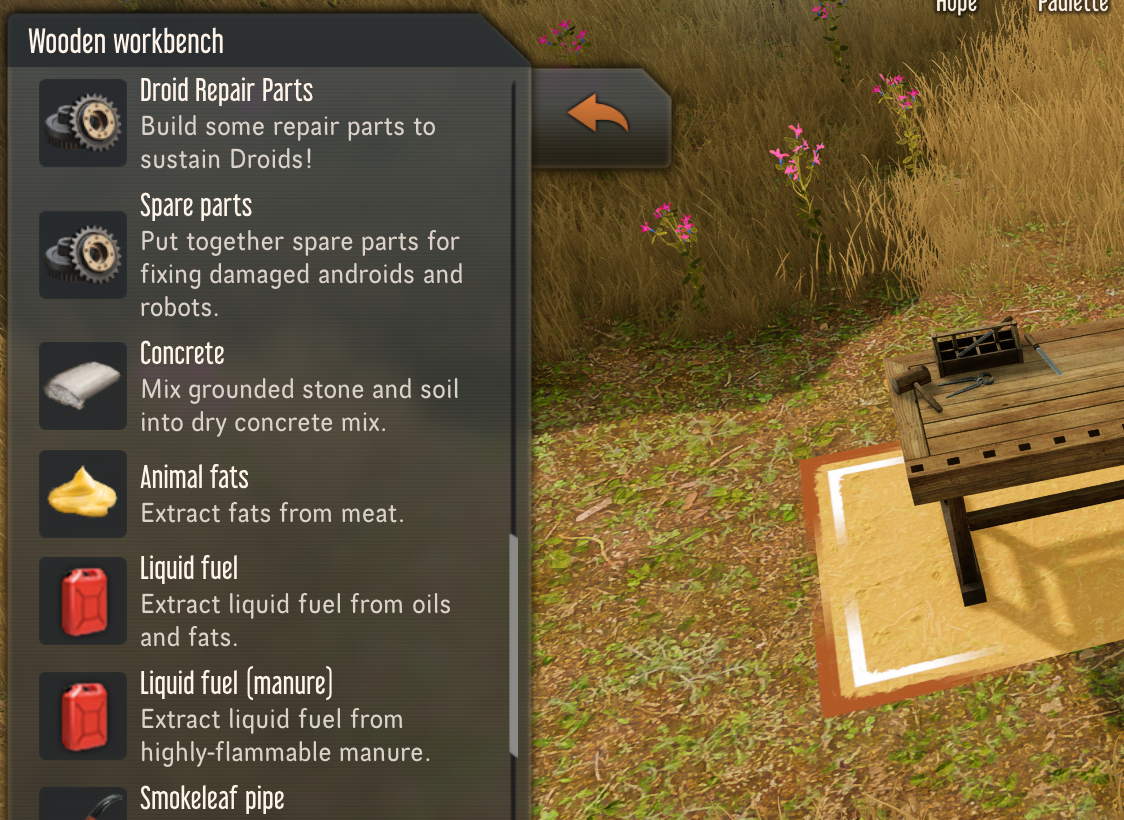 Hope Paulette
Wooden workbench
Droid Repair Parts
Build some repair parts to
sustain Droids!
Spare parts
Put together spare parts for
fixing damaged androids and
robots.
Concrete
Mix grounded stone and soil
into dry concrete mix.
Animal fats
Extract fats from meat.
Liquid fuel
Extract liquid fuel from oils
and fats.
Liquid fuel (manure)
Extract liquid fuel from
highly-flammable manure.
Smokeleaf pipe